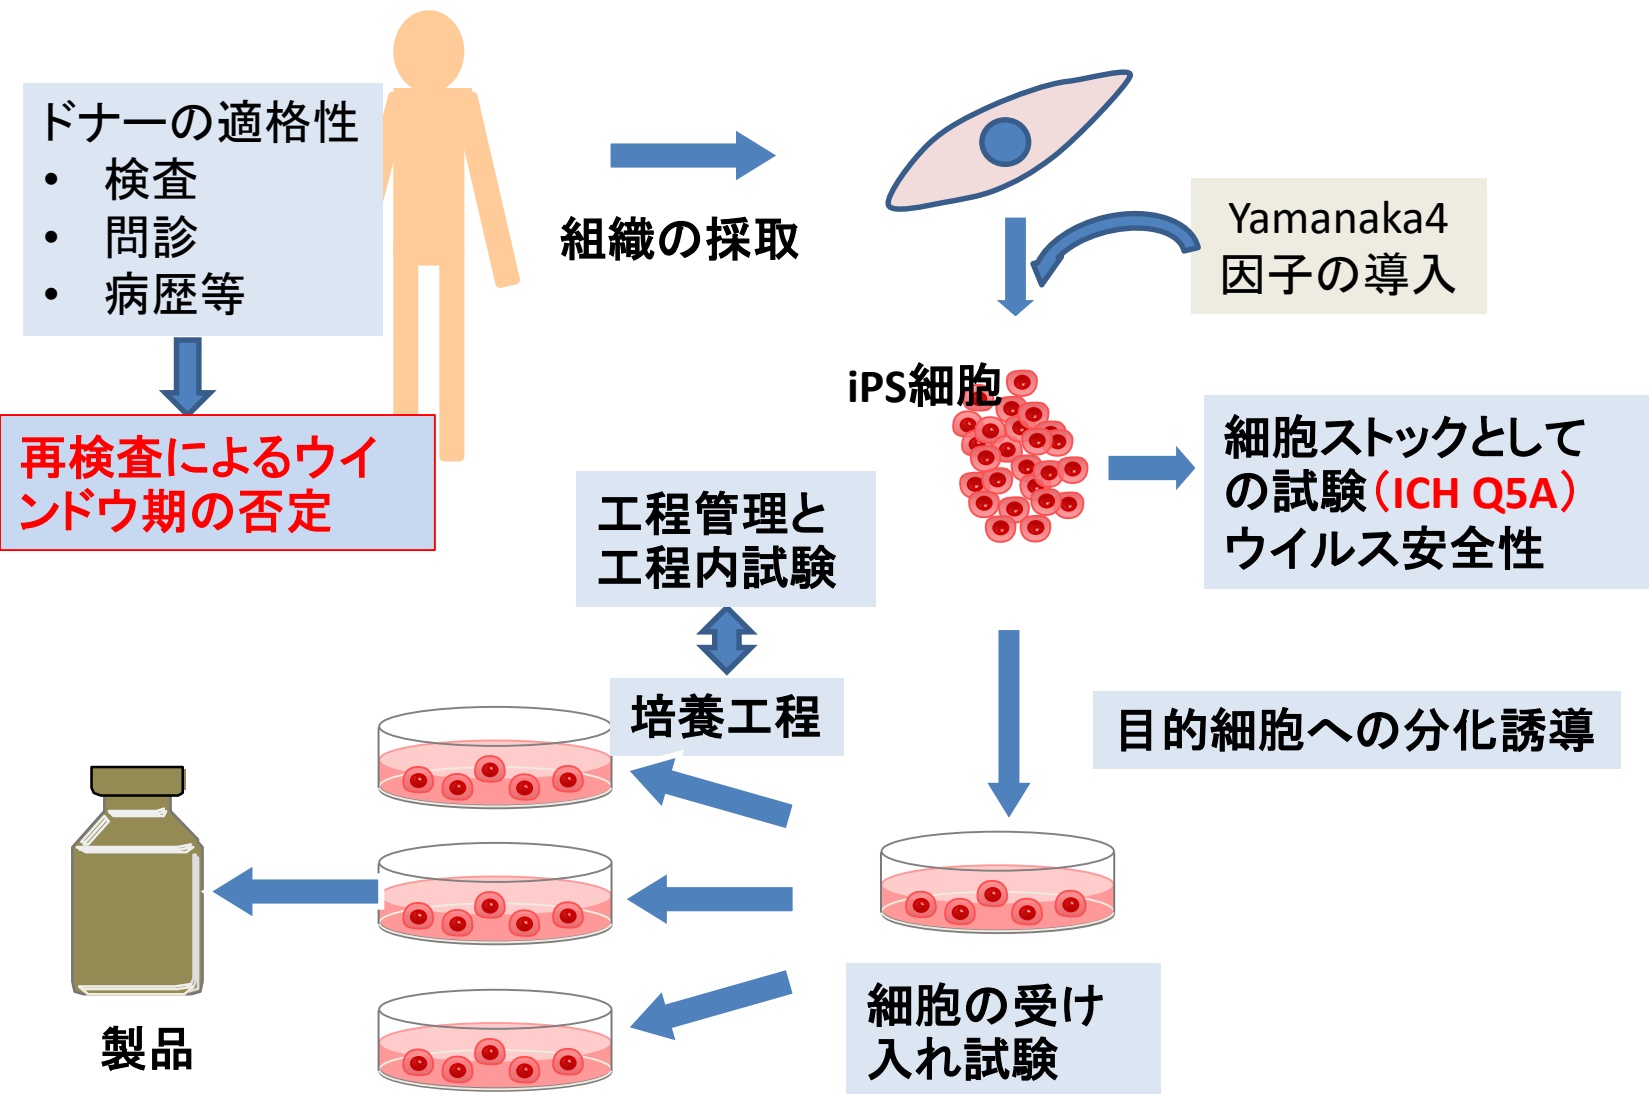 ドナーの適格性
• 検査
• 問診
• 病歴等
再検査によるウイ
ンドウ期の否定
組織の採取
Yamanaka4
因子の導入
iPS細胞
細胞ストックとして
の試験（ICH Q5A）
ウイルス安全性
工程管理と
工程内試験
培養工程
目的細胞への分化誘導
細胞の受け
入れ試験
製品